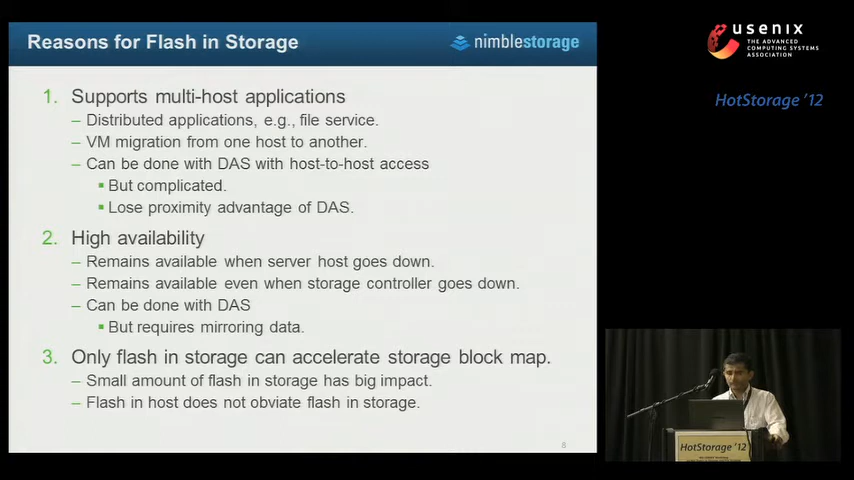 Reasons for Flash in Storage
nimblestorage
1. Supports multi-host applications
– Distributed applications, e.g., file service.
– VM migration from one host to another.
– Can be done with DAS with host-to-host access
▪ But complicated.
▪ Lose proximity advantage of DAS.
2. High availability
– Remains available when server host goes down.
– Remains available even when storage controller goes down.
– Can be done with DAS
▪ But requires mirroring data.
3. Only flash in storage can accelerate storage block map.
– Small amount of flash in storage has big impact.
– Flash in host does not obviate flash in storage.
8
usenix
THE ADVANCED
COMPUTING SYSTEMS
ASSOCIATION
HotStorage '12
HotStorage '12